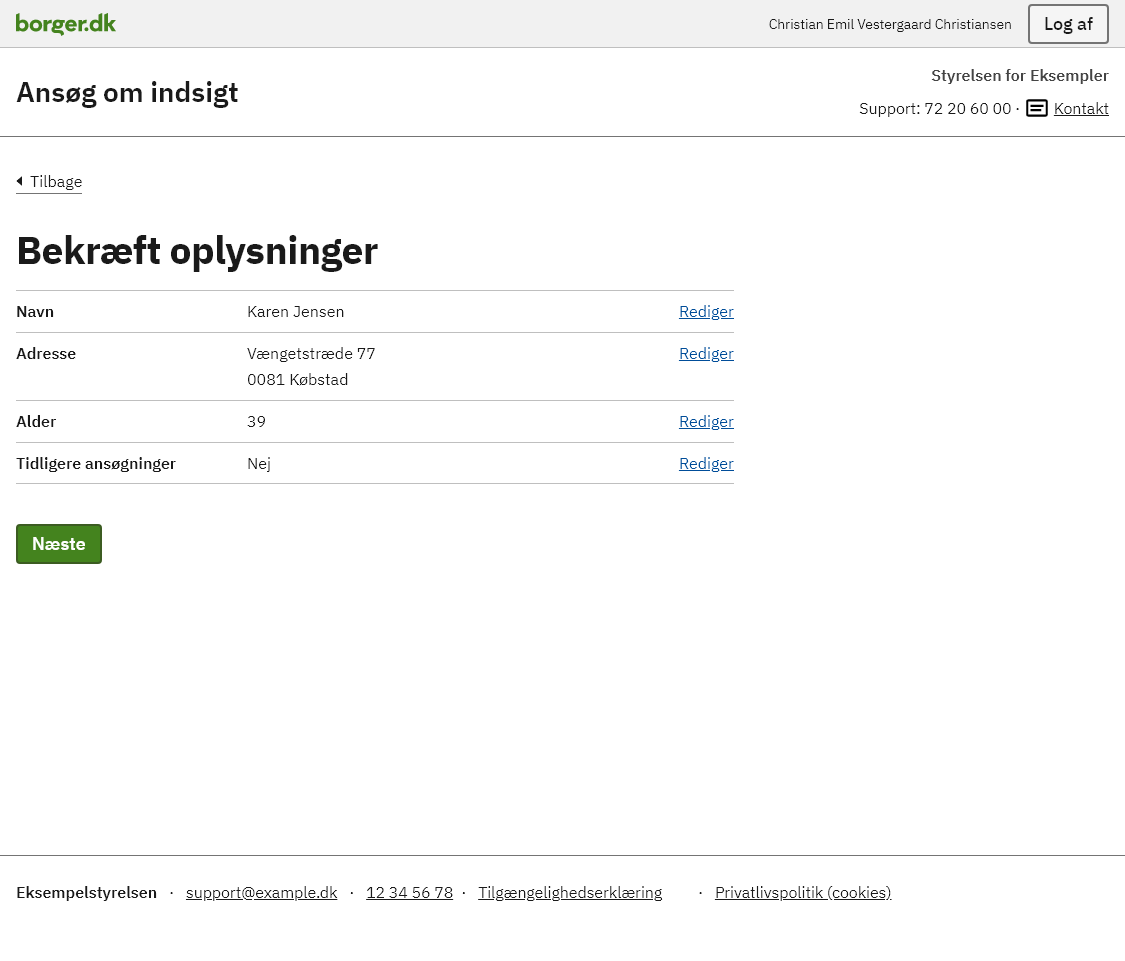 borger.dk
Christian Emil Vestergaard Christiansen
Log af
Ansøg om indsigt
Styrelsen for Eksempler
Support: 72 20 60 00 · Kontakt
Tilbage
Bekræft oplysninger
Navn Karen Jensen Rediger
Adresse Vængetstræde 77 Rediger
0081 Købstad
Alder 39 Rediger
Tidligere ansøgninger Nej Rediger
Næste
Eksempelstyrelsen · support@example.dk · 12 34 56 78 · Tilgængelighedserklæring · Privatlivspolitik (cookies)